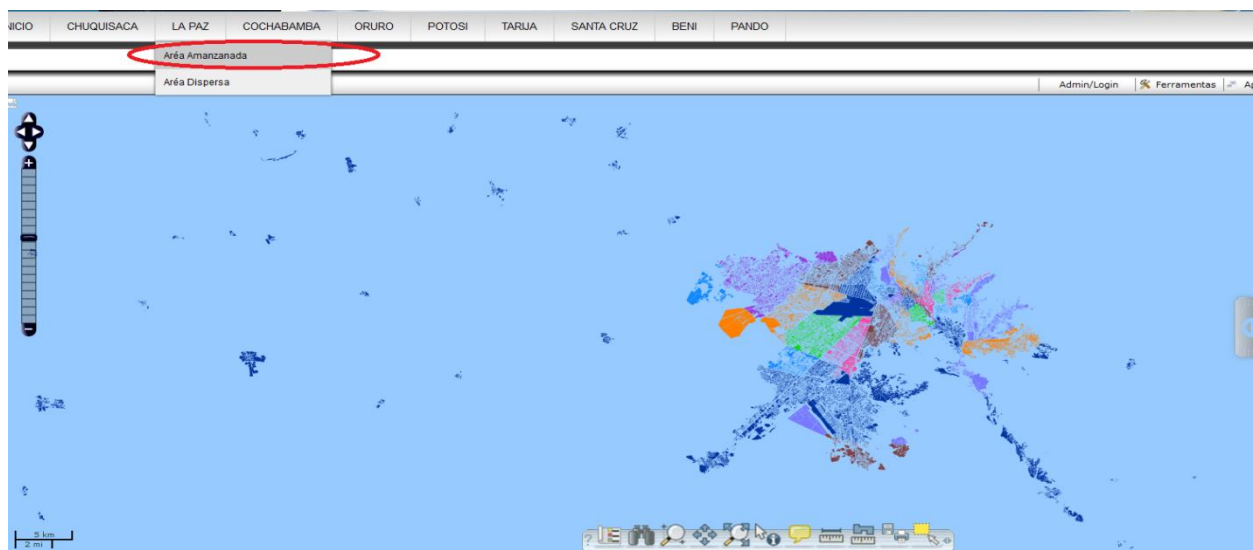 NICIO CHUQUISACA LA PAZ COCHABAMBA ORURO POTOSI TARIJA SANTA CRUZ BENI PANDO
Aréa Amanzanada
Aréa Dispersa
Admin/Login Ferramentas Ap
5 km
2 mi
?